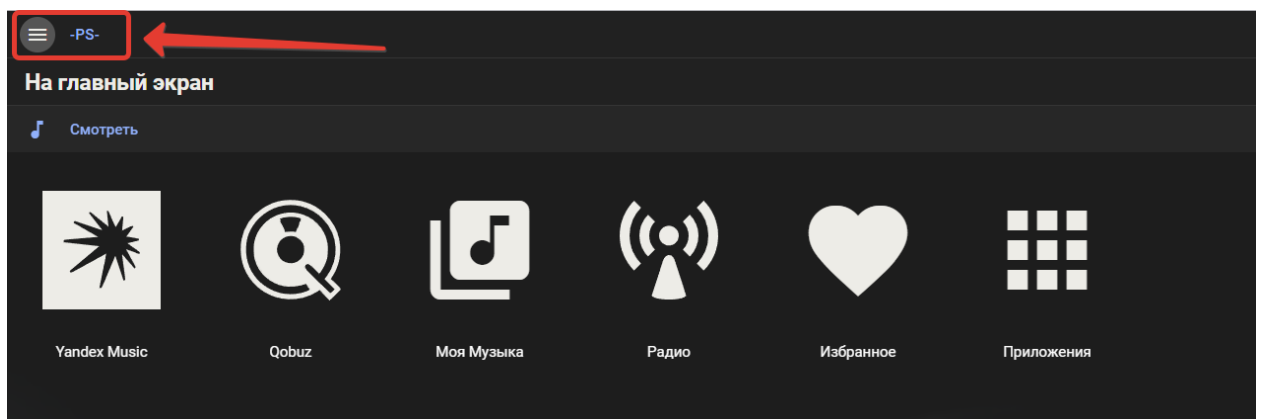 -PS-
На главный экран
Смотреть
Yandex Music
Qobuz
Моя Музыка
Радио
Избранное
Приложения